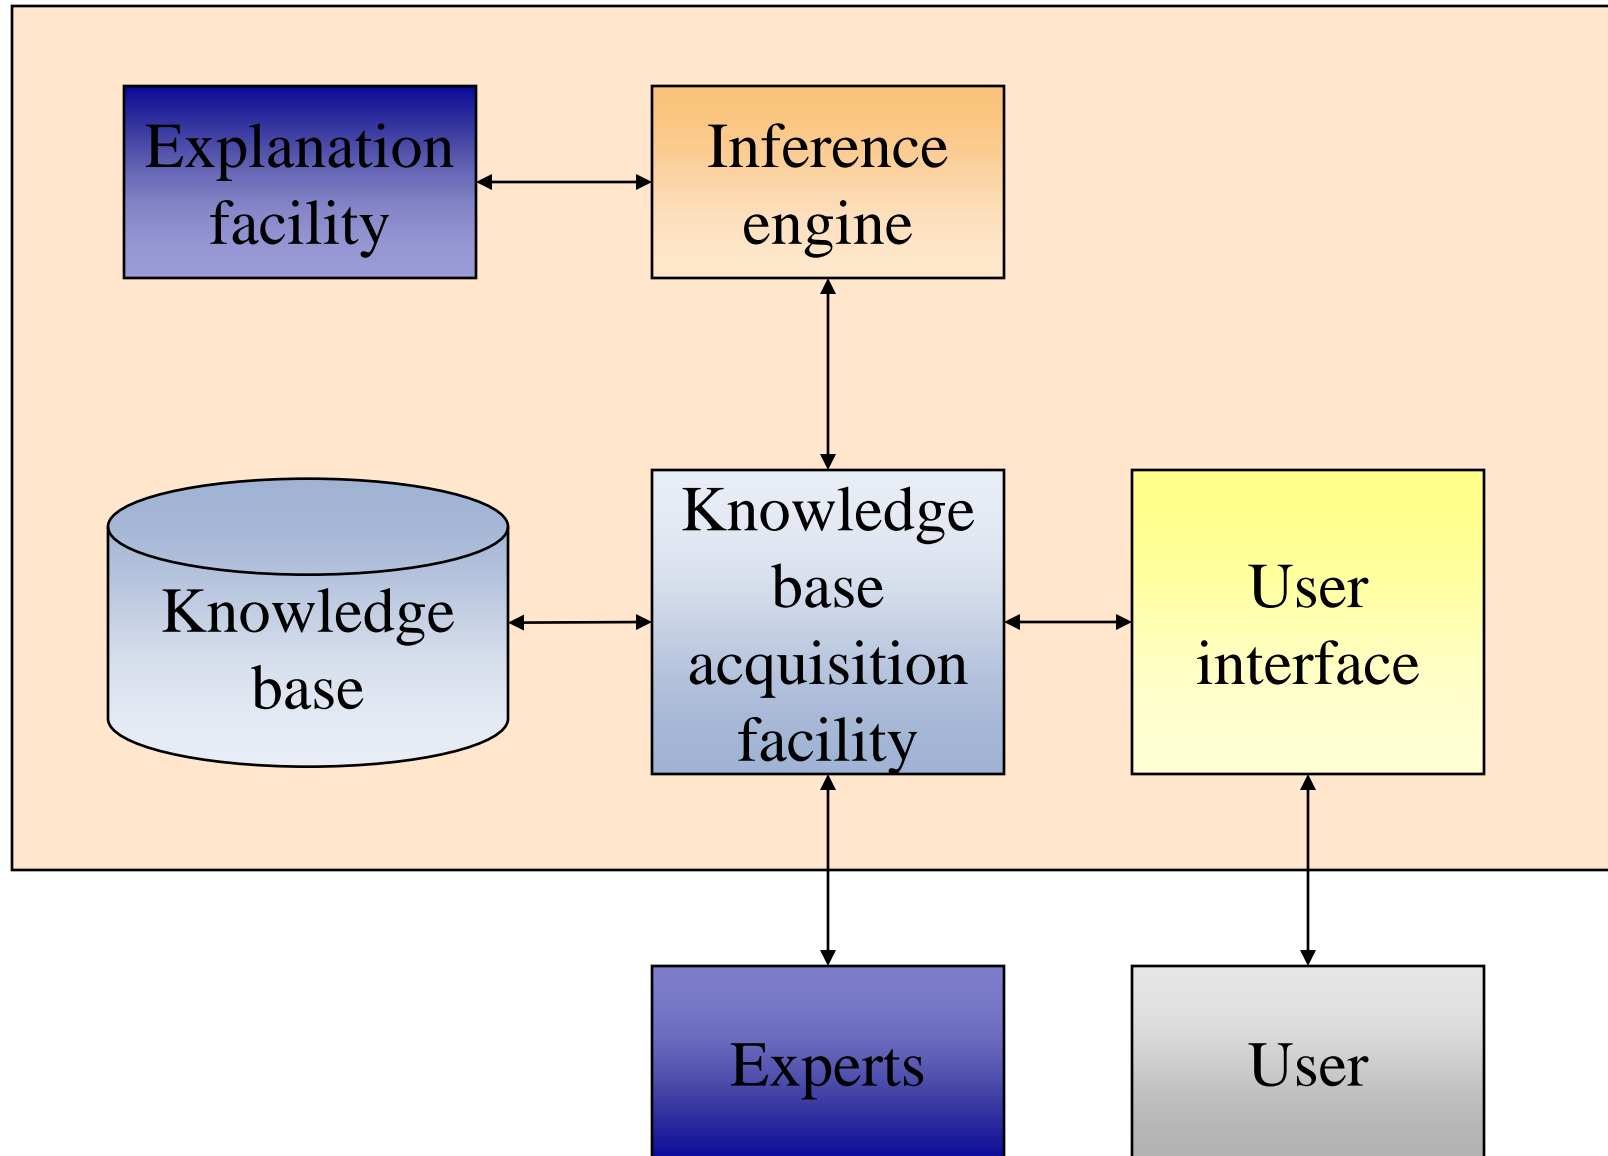 Explanation
facility
Inference
engine
Knowledge
base
Knowledge
base
acquisition
facility
User
interface
Experts
User